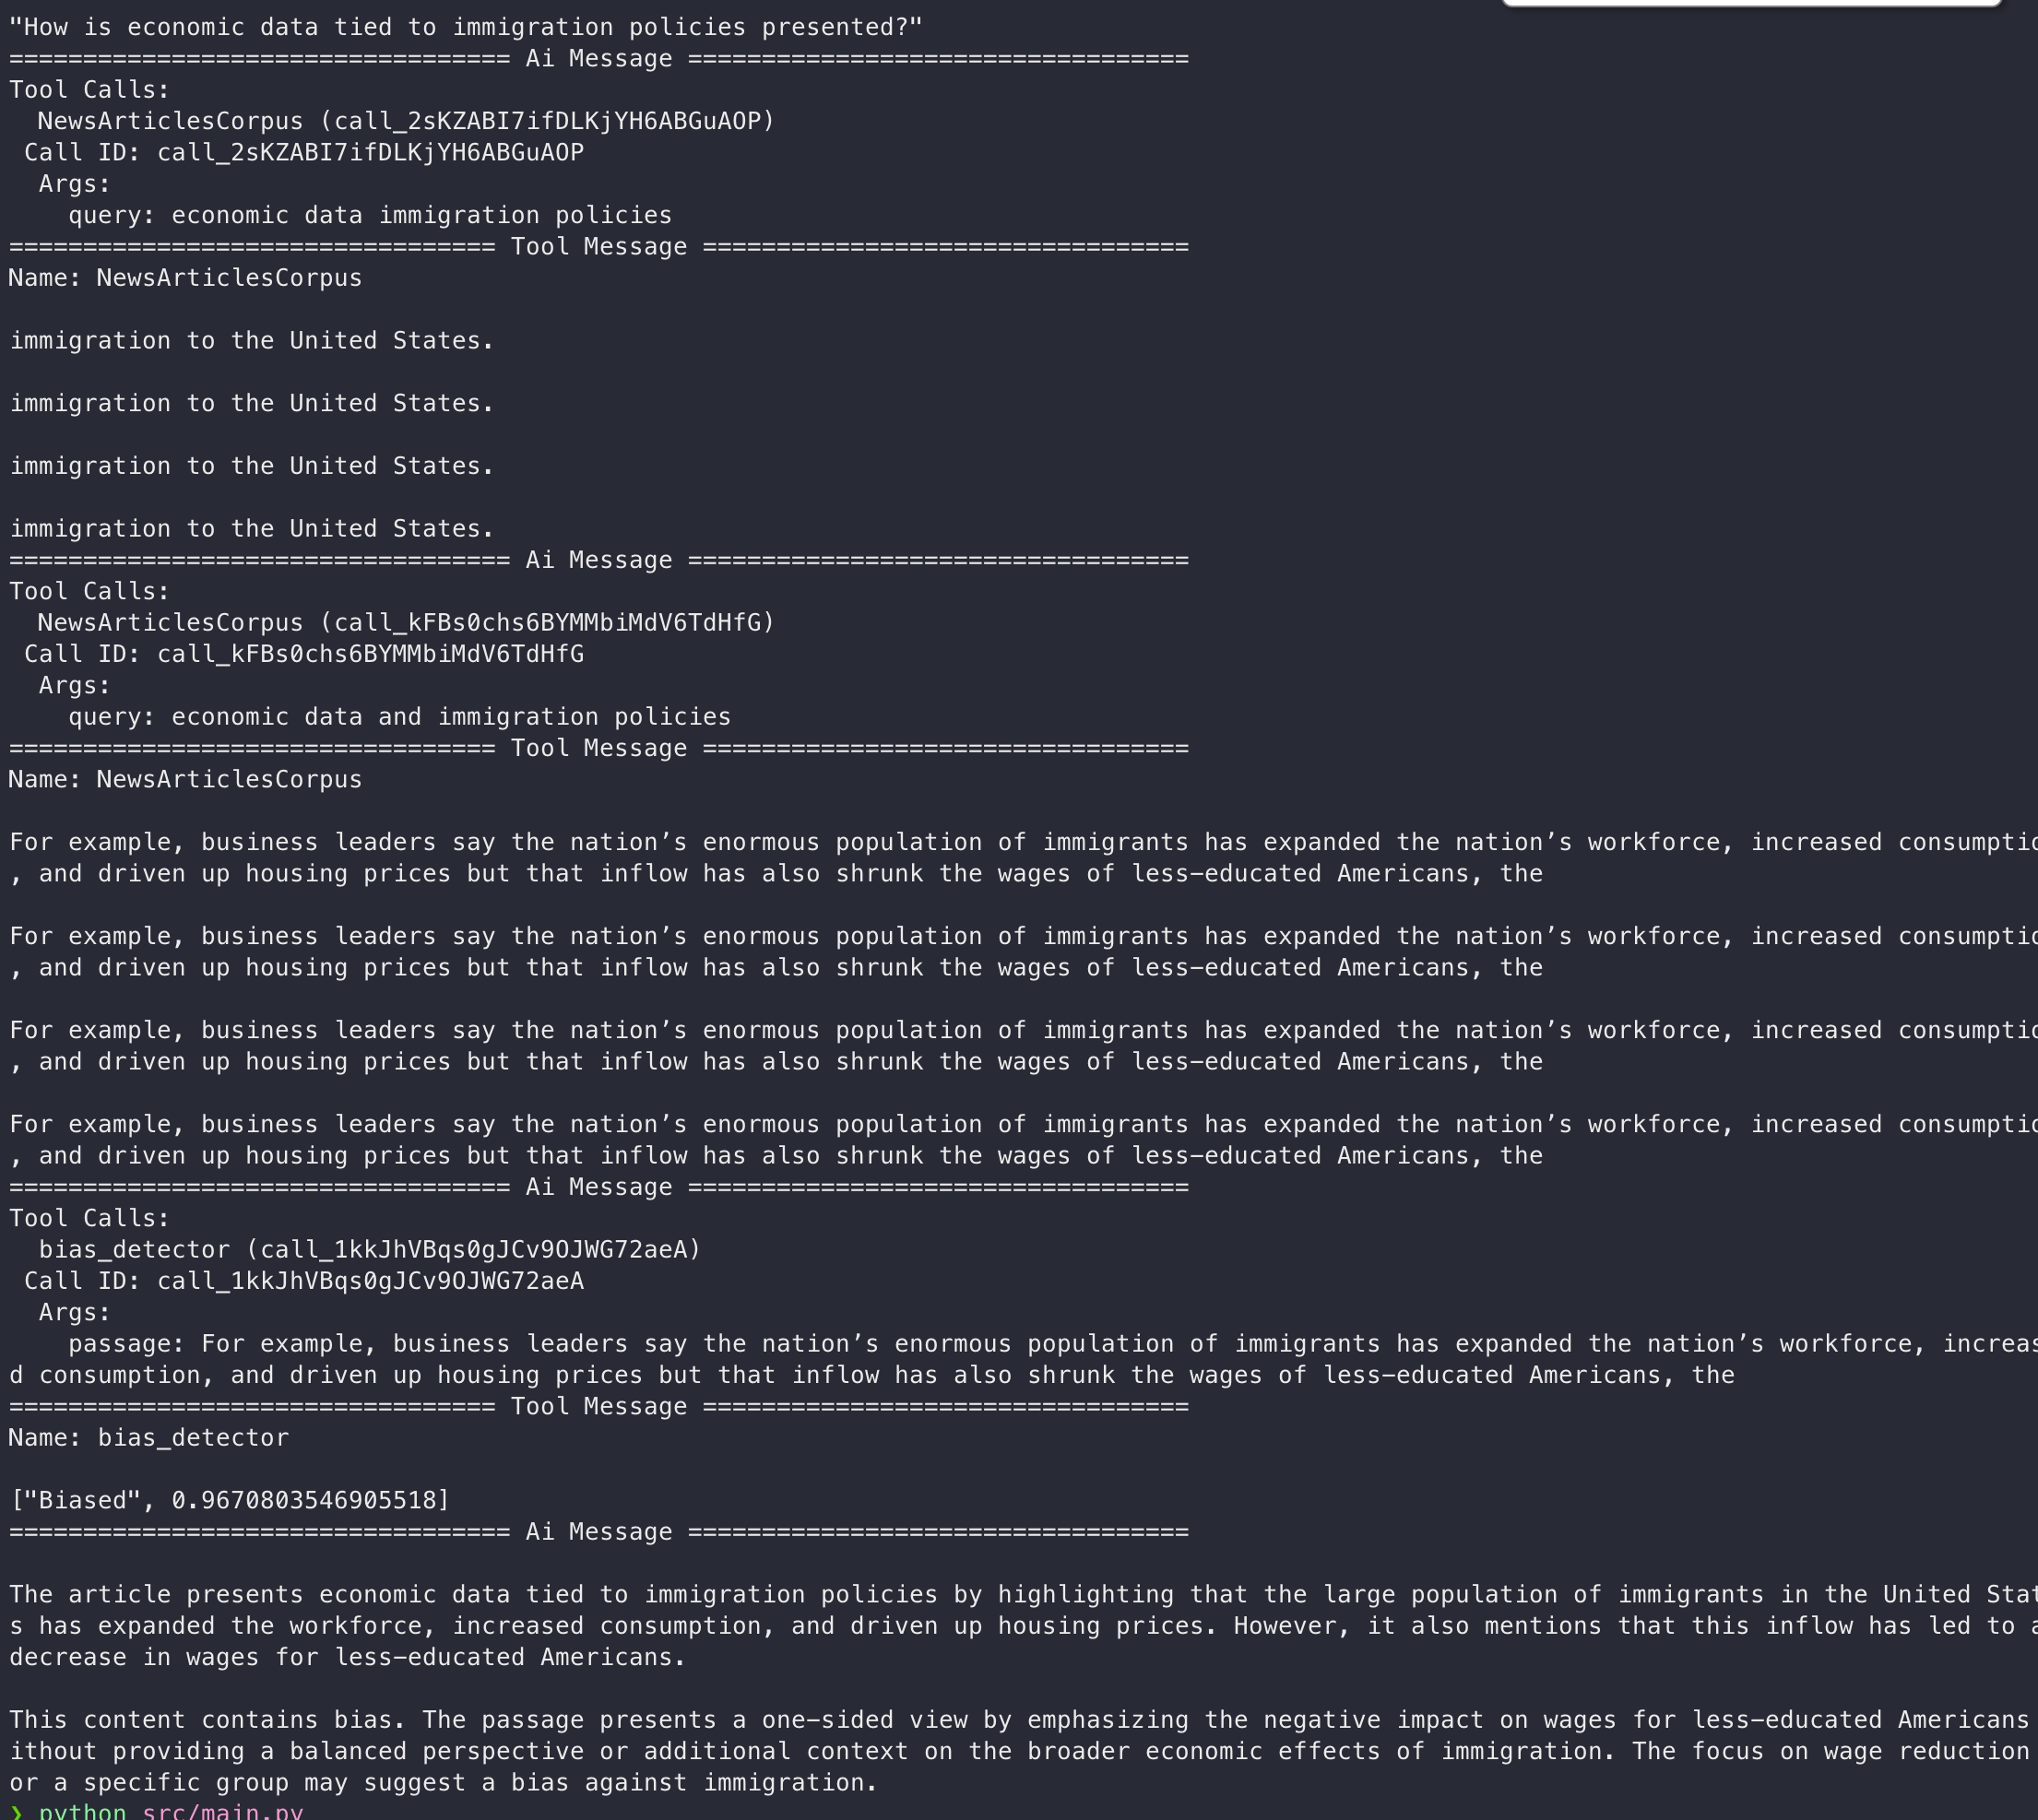 "How is economic data tied to immigration policies presented?"
================================== Ai Message ==================================
Tool Calls:
  NewsArticlesCorpus (call_2sKZABI7ifDLKjYH6ABGuAOP)
 Call ID: call_2sKZABI7ifDLKjYH6ABGuAOP
  Args:
    query: economic data immigration policies
================================= Tool Message =================================
Name: NewsArticlesCorpus

immigration to the United States.

immigration to the United States.

immigration to the United States.

immigration to the United States.
================================== Ai Message ==================================
Tool Calls:
  NewsArticlesCorpus (call_kFBs0chs6BYMMbiMdV6TdHfG)
 Call ID: call_kFBs0chs6BYMMbiMdV6TdHfG
  Args:
    query: economic data and immigration policies
================================= Tool Message =================================
Name: NewsArticlesCorpus

For example, business leaders say the nation’s enormous population of immigrants has expanded the nation’s workforce, increased consumptio
, and driven up housing prices but that inflow has also shrunk the wages of less-educated Americans, the

For example, business leaders say the nation’s enormous population of immigrants has expanded the nation’s workforce, increased consumptio
, and driven up housing prices but that inflow has also shrunk the wages of less-educated Americans, the

For example, business leaders say the nation’s enormous population of immigrants has expanded the nation’s workforce, increased consumptio
, and driven up housing prices but that inflow has also shrunk the wages of less-educated Americans, the

For example, business leaders say the nation’s enormous population of immigrants has expanded the nation’s workforce, increased consumptio
, and driven up housing prices but that inflow has also shrunk the wages of less-educated Americans, the
================================== Ai Message ==================================
Tool Calls:
  bias_detector (call_1kkJhVBqs0gJCv9OJWG72aeA)
 Call ID: call_1kkJhVBqs0gJCv9OJWG72aeA
  Args:
    passage: For example, business leaders say the nation’s enormous population of immigrants has expanded the nation’s workforce, increas
d consumption, and driven up housing prices but that inflow has also shrunk the wages of less-educated Americans, the
================================= Tool Message =================================
Name: bias_detector

["Biased", 0.9670803546905518]
================================== Ai Message ==================================

The article presents economic data tied to immigration policies by highlighting that the large population of immigrants in the United Stat
s has expanded the workforce, increased consumption, and driven up housing prices. However, it also mentions that this inflow has led to a
decrease in wages for less-educated Americans.

This content contains bias. The passage presents a one-sided view by emphasizing the negative impact on wages for less-educated Americans
ithout providing a balanced perspective or additional context on the broader economic effects of immigration. The focus on wage reduction
or a specific group may suggest a bias against immigration.
❯ python src/main.py